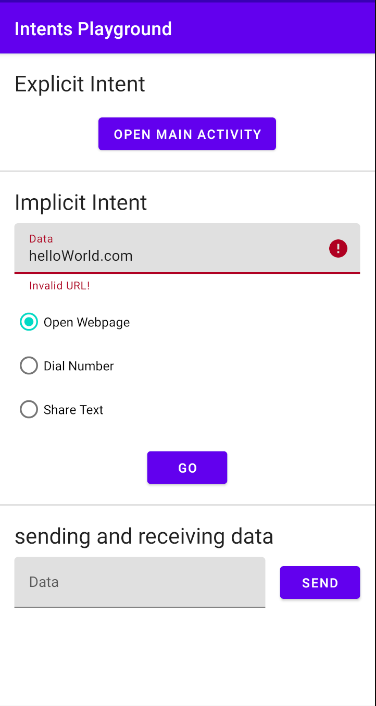 Intents Playground
Explicit Intent
OPEN MAIN ACTIVITY
Implicit Intent
Data
helloWorld.com
Invalid URL!
Open Webpage
Dial Number
Share Text
GO
sending and receiving data
Data
SEND